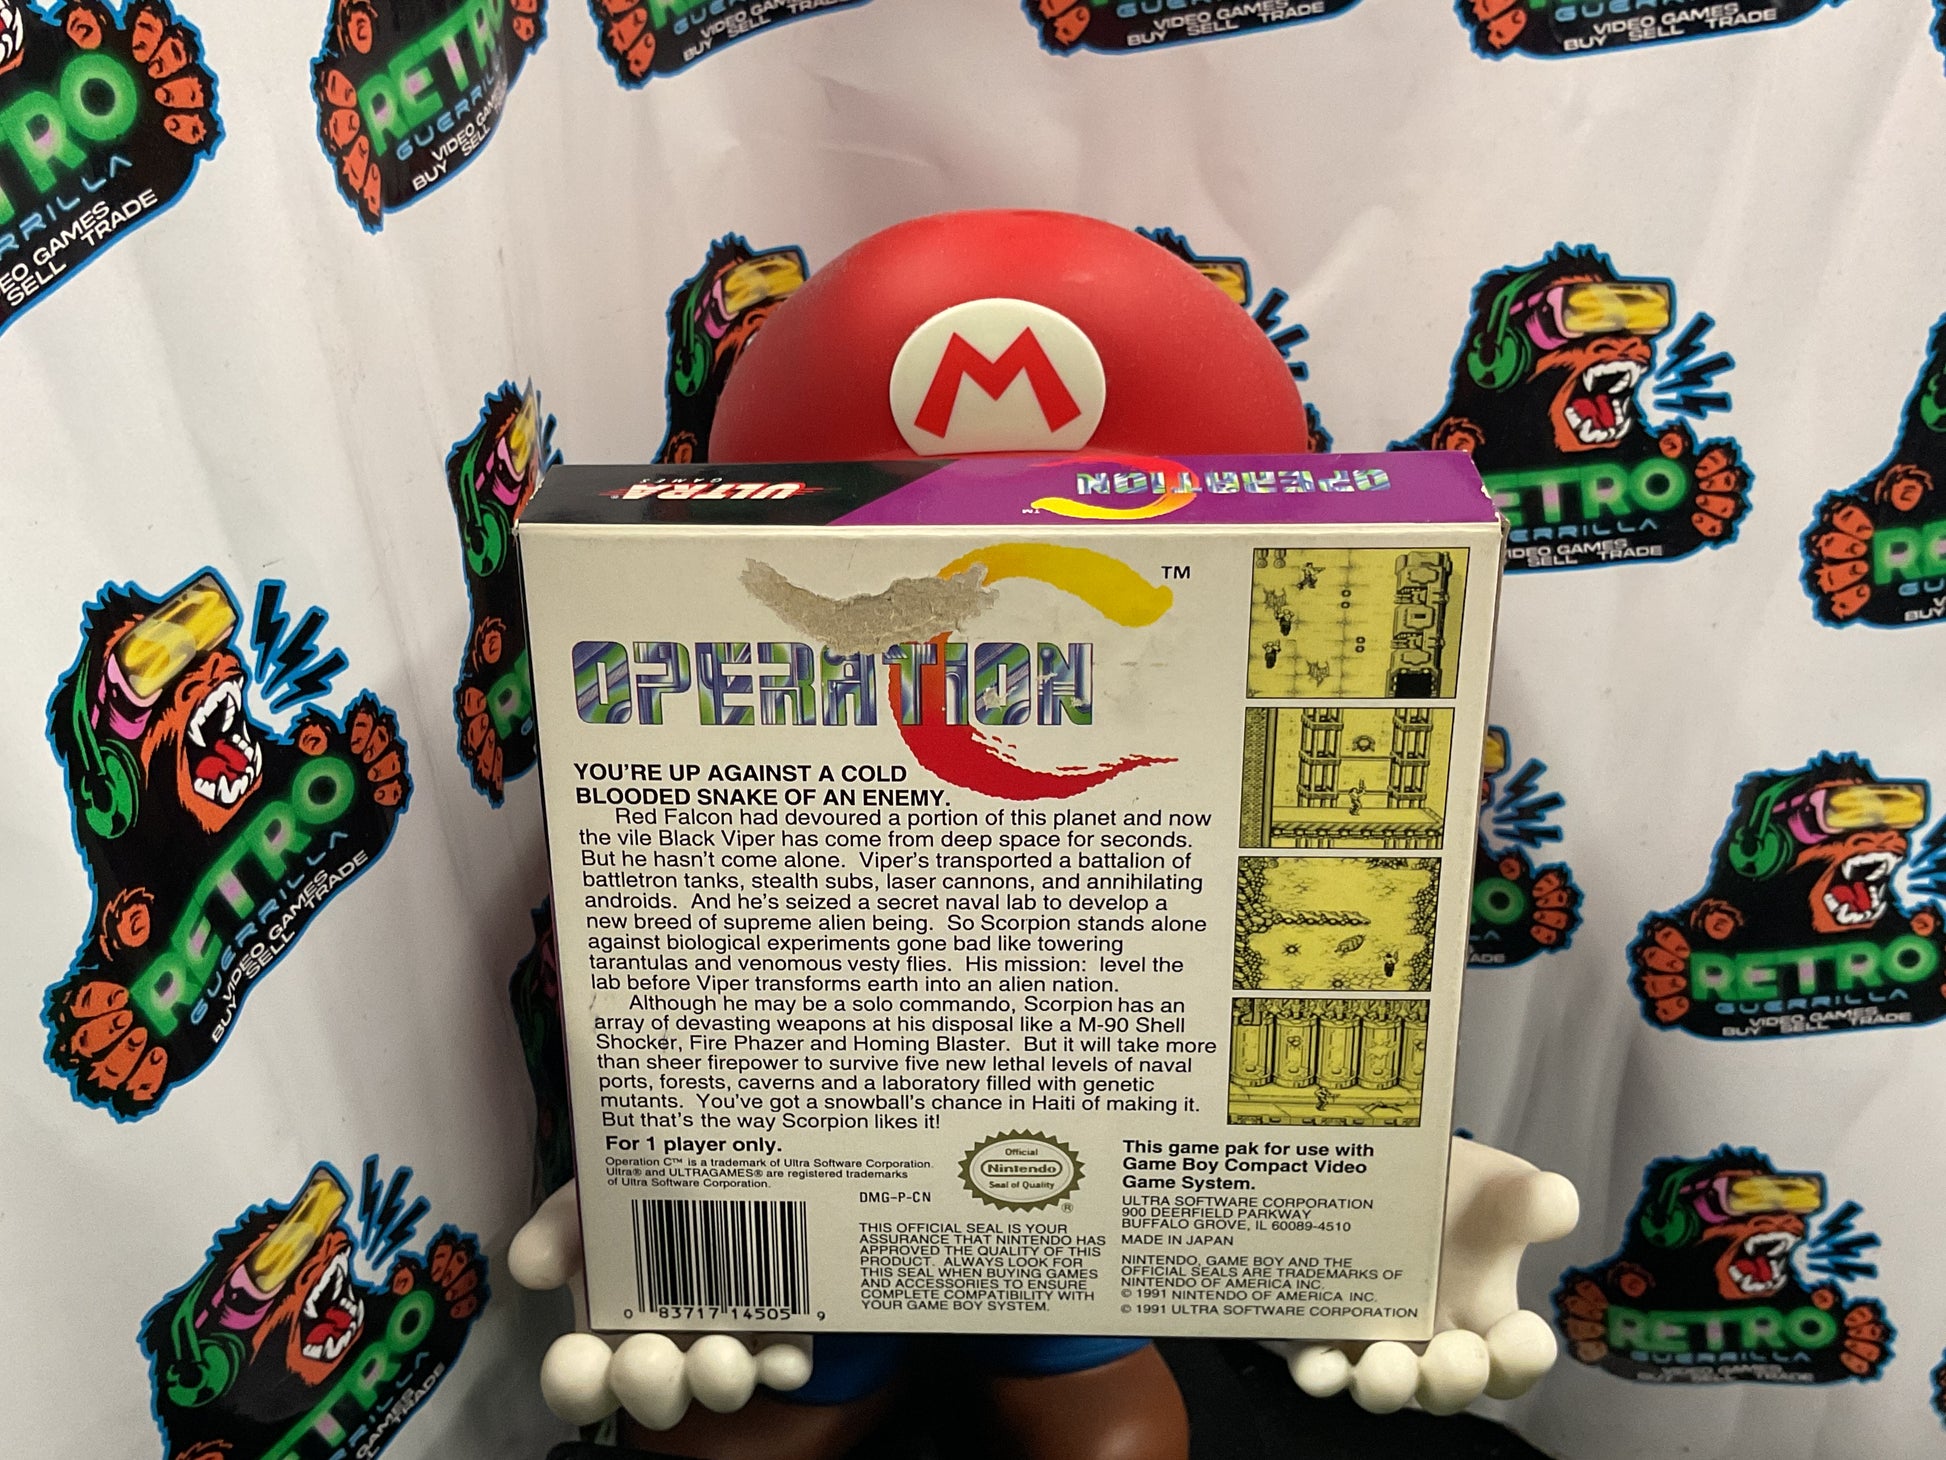 RETRO
GUERRILLA
VIDEO GAMES
BUY SELL TRADE
M
ULTRA
GAMES
OPERATION
TM
OPERATION
TM
YOU'RE UP AGAINST A COLD
BLOODED SNAKE OF AN ENEMY.
Red Falcon had devoured a portion of this planet and now
the vile Black Viper has come from deep space for seconds.
But he hasn't come alone. Viper's transported a battalion of
battletron tanks, stealth subs, laser cannons, and annihilating
androids. And he's seized a secret naval lab to develop a
new breed of supreme alien being. So Scorpion stands alone
against biological experiments gone bad like towering
tarantulas and venomous vesty flies. His mission: level the
lab before Viper transforms earth into an alien nation.
Although he may be a solo commando, Scorpion has an
array of devasting weapons at his disposal like a M-90 Shell
Shocker, Fire Phazer and Homing Blaster. But it will take more
than sheer firepower to survive five new lethal levels of naval
ports, forests, caverns and a laboratory filled with genetic
mutants. You've got a snowball's chance in Haiti of making it.
But that's the way Scorpion likes it!
For 1 player only.
Operation C™ is a trademark of Ultra Software Corporation.
Ultra® and ULTRAGAMES® are registered trademarks
of Ultra Software Corporation.
DMG-P-CN
Official
Nintendo
Seal of Quality
®
This game pak for use with
Game Boy Compact Video
Game System.
ULTRA SOFTWARE CORPORATION
900 DEERFIELD PARKWAY
BUFFALO GROVE, IL 60089-4510
MADE IN JAPAN
NINTENDO, GAME BOY AND THE
OFFICIAL SEALS ARE TRADEMARKS OF
NINTENDO OF AMERICA INC.
© 1991 NINTENDO OF AMERICA INC.
© 1991 ULTRA SOFTWARE CORPORATION
THIS OFFICIAL SEAL IS YOUR
ASSURANCE THAT NINTENDO HAS
APPROVED THE QUALITY OF THIS
PRODUCT. ALWAYS LOOK FOR
THIS SEAL WHEN BUYING GAMES
AND ACCESSORIES TO ENSURE
COMPLETE COMPATIBILITY WITH
YOUR GAME BOY SYSTEM.
0 83717 14505 9